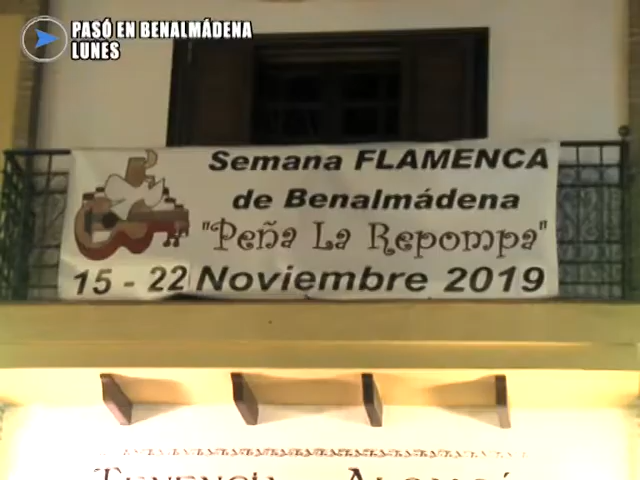 PASÓ EN BENALMÁDENA
LUNES
Semana FLAMENCA
de Benalmádena
"Peña La Repompa"
15 - 22 Noviembre 2019